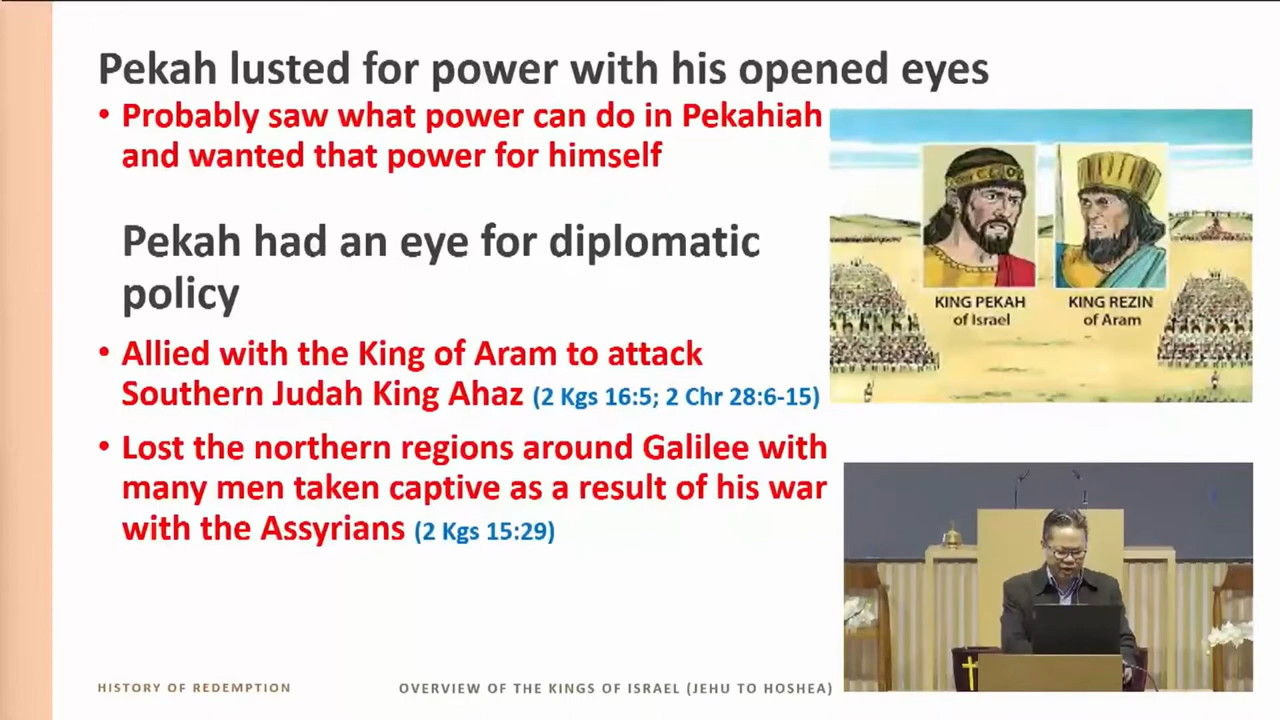 Pekah lusted for power with his opened eyes
• Probably saw what power can do in Pekahiah
and wanted that power for himself
Pekah had an eye for diplomatic
policy
• Allied with the King of Aram to attack
Southern Judah King Ahaz (2 Kgs 16:5; 2 Chr 28:6-15)
• Lost the northern regions around Galilee with
many men taken captive as a result of his war
with the Assyrians (2 Kgs 15:29)
KING PEKAH
of Israel
KING REZIN
of Aram
HISTORY OF REDEMPTION
OVERVIEW OF THE KINGS OF ISRAEL (JEHU TO HOSHEA)